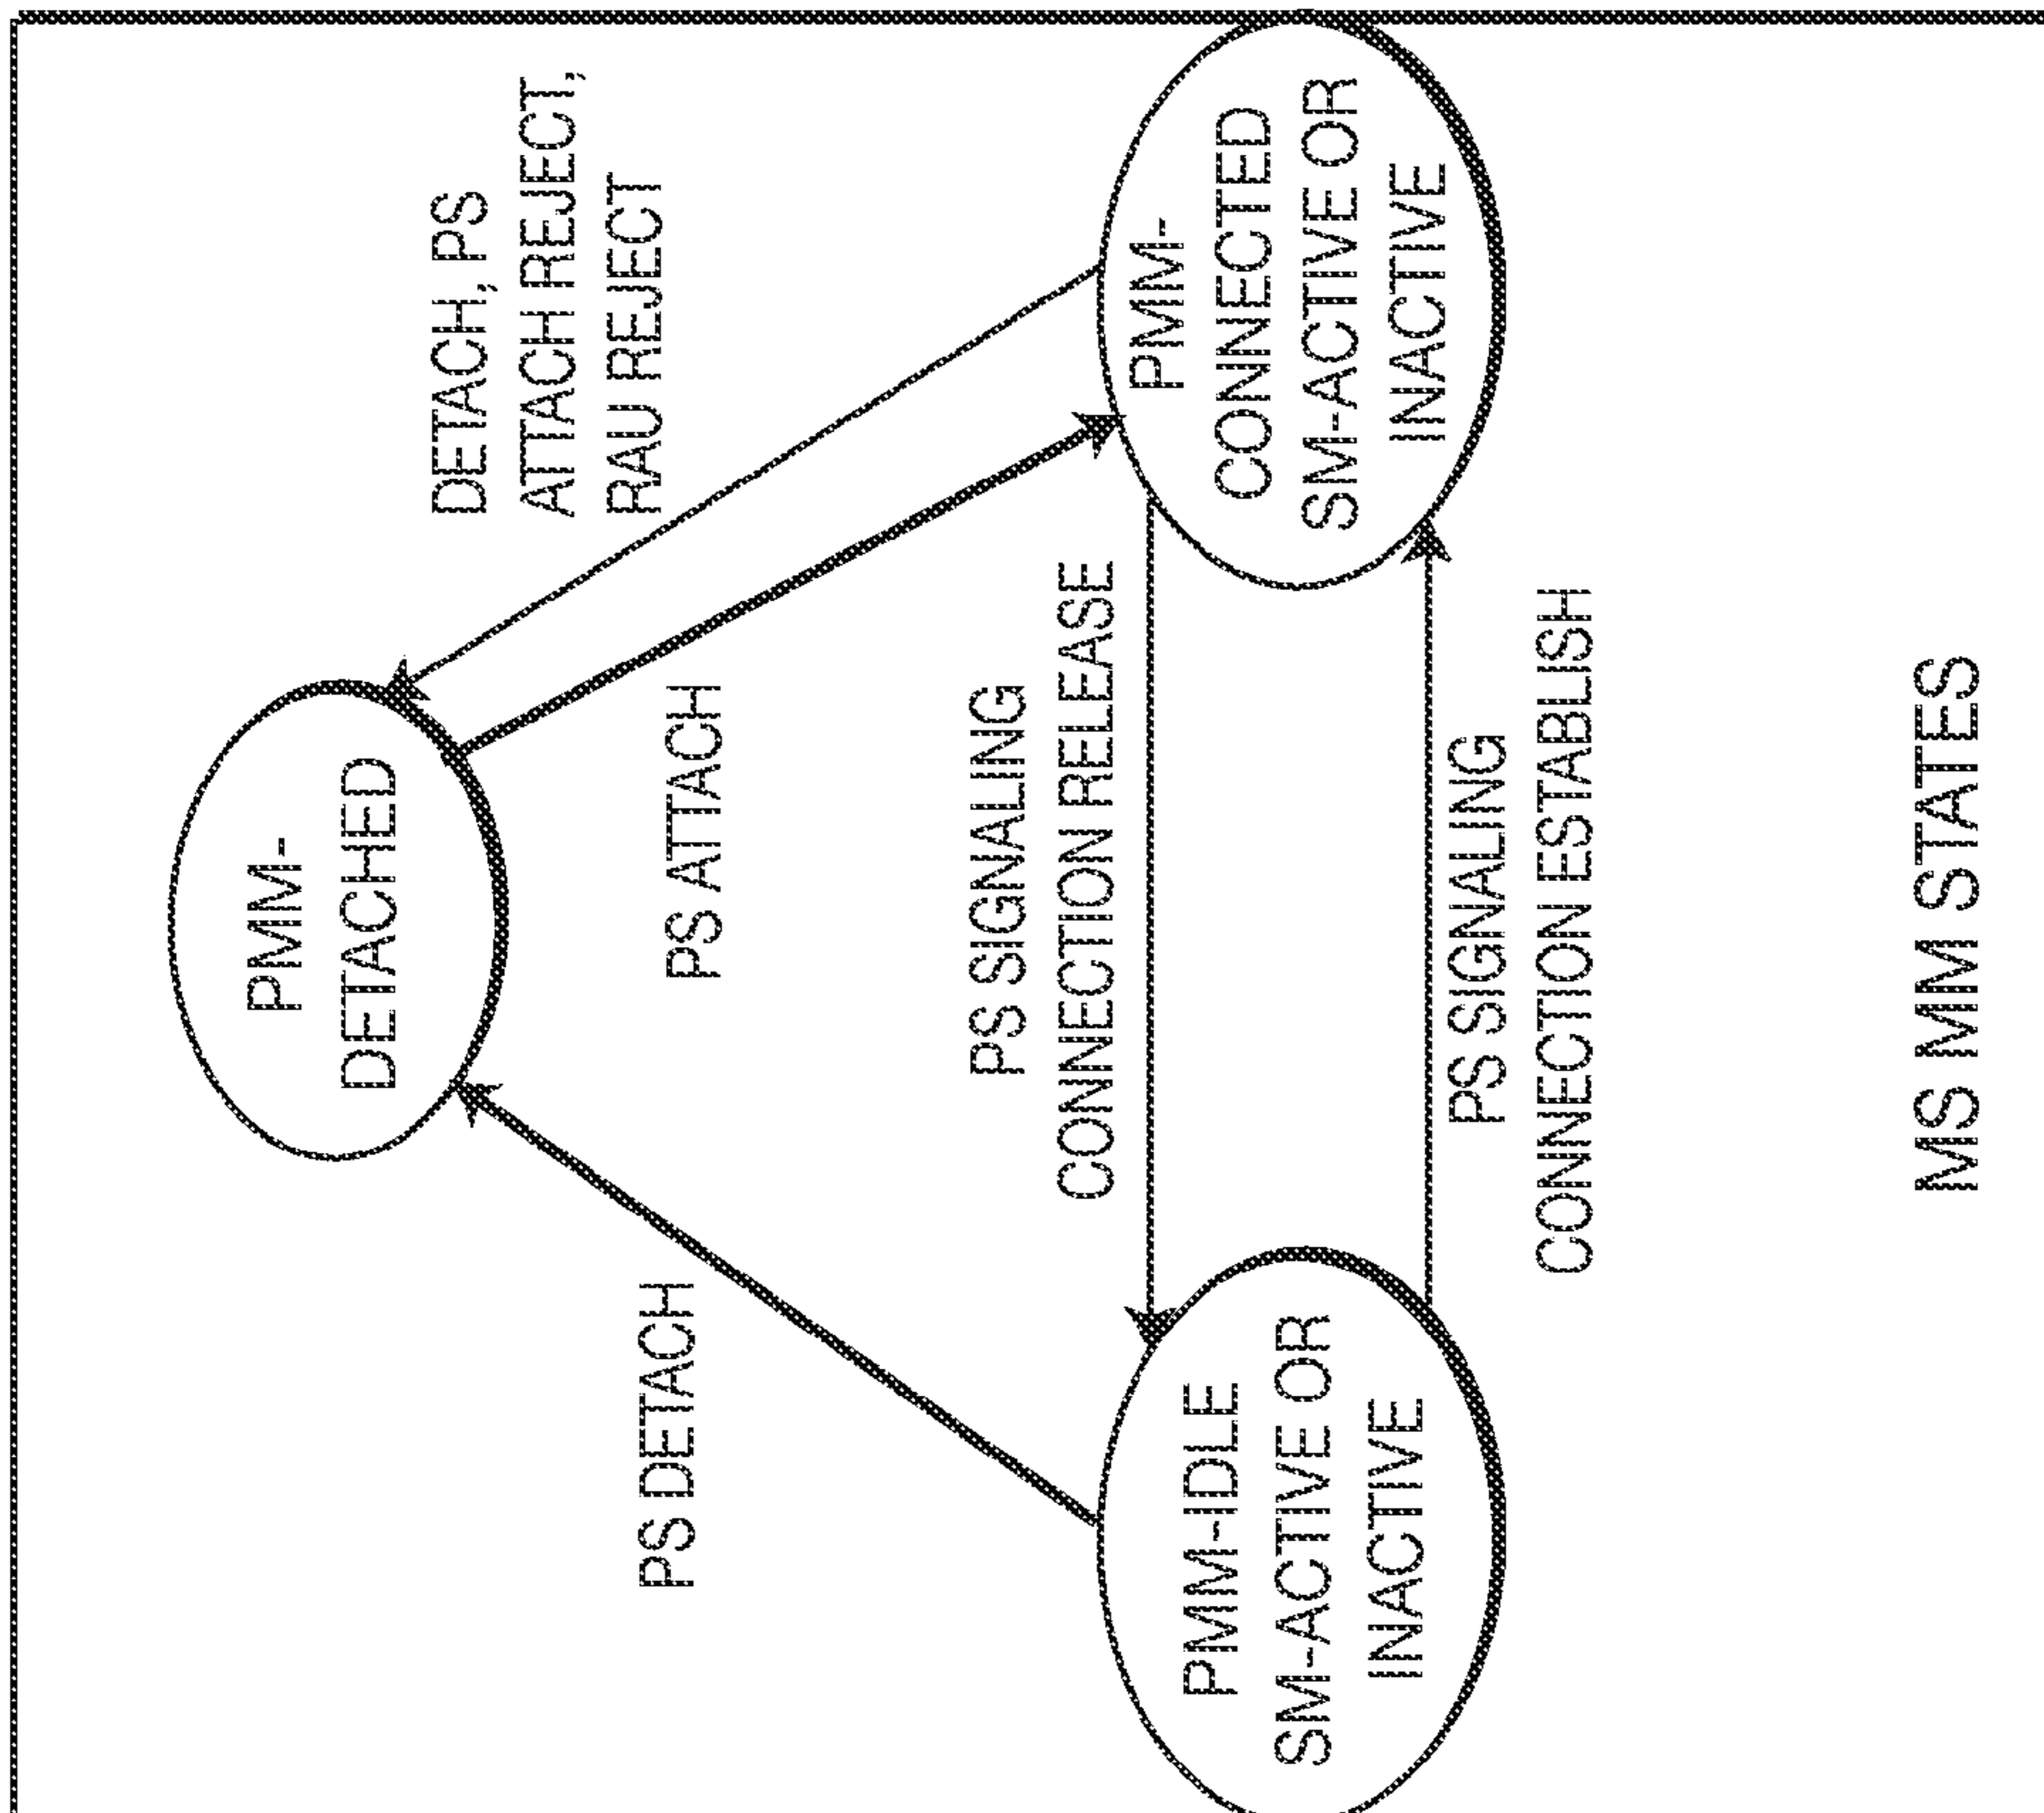 PMM-
DETACHED
DETACH, PS
ATTACH REJECT,
RAU REJECT
PS DETACH
PS ATTACH
PS SIGNALING
CONNECTION RELEASE
PMM-IDLE
SM-ACTIVE OR
INACTIVE
PMM-
CONNECTED
SM-ACTIVE OR
INACTIVE
PS SIGNALING
CONNECTION ESTABLISH
MS MM STATES